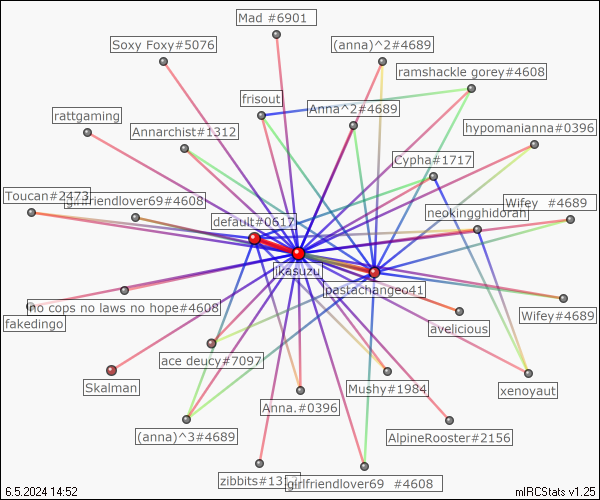 Mad #6901
Soxy Foxy#5076
(anna)^2#4689
ramshackle gorey#4608
frisout
Anna^2#4689
rattgaming
Annarchist#1312
hypomanianna#0396
Cypha#1717
Toucan#2473
girlfriendlover69#4608
Wifey #4689
default#0617
neokingghidorah
ikasuzu
pastachangeo41
no cops no laws no hope#4608
Wifey#4689
fakedingo
avelicious
ace deucy#7097
Skalman
Mushy#1984
xenoyaut
Anna.#0396
(anna)^3#4689
AlpineRooster#2156
zibbits#13
girlfriendlover69 #4608
6.5.2024 14:52
mIRCStats v1.25